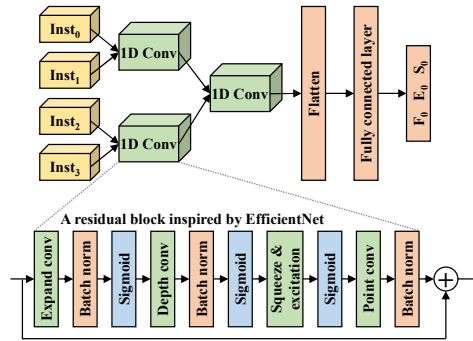 Inst0
Inst1
Inst2
Inst3
1D Conv
1D Conv
1D Conv
Flatten
Fully connected layer
F0 E0 S0
A residual block inspired by EfficientNet
Expand conv
Batch norm
Sigmoid
Depth conv
Batch norm
Sigmoid
Squeeze &
excitation
Sigmoid
Point conv
Batch norm